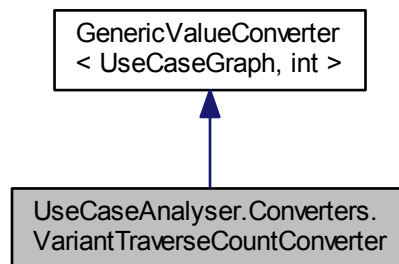 GenericValueConverter
< UseCaseGraph, int >
UseCaseAnalyser.Converters.
VariantTraverseCountConverter